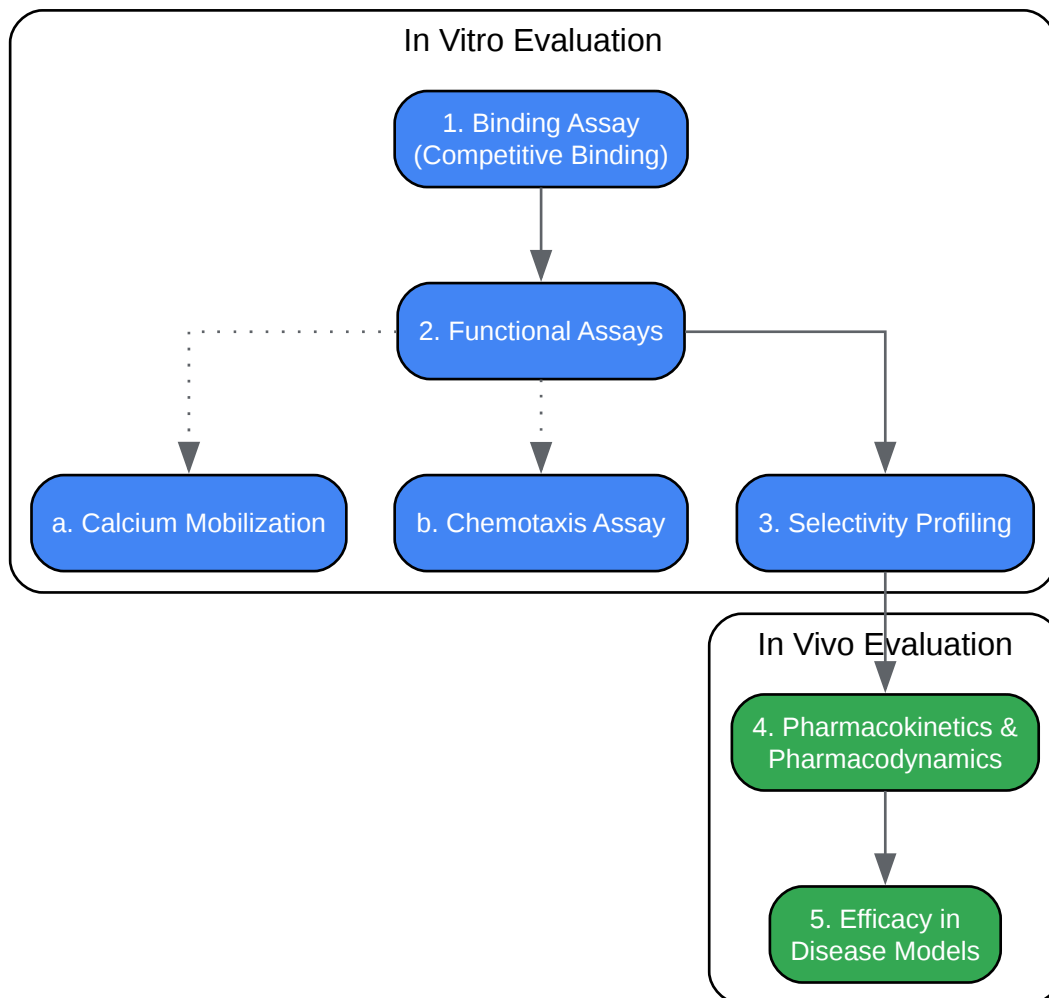 In Vitro Evaluation
1. Binding Assay
(Competitive Binding)
2. Functional Assays
a. Calcium Mobilization
b. Chemotaxis Assay
3. Selectivity Profiling
In Vivo Evaluation
4. Pharmacokinetics &
Pharmacodynamics
5. Efficacy in
Disease Models